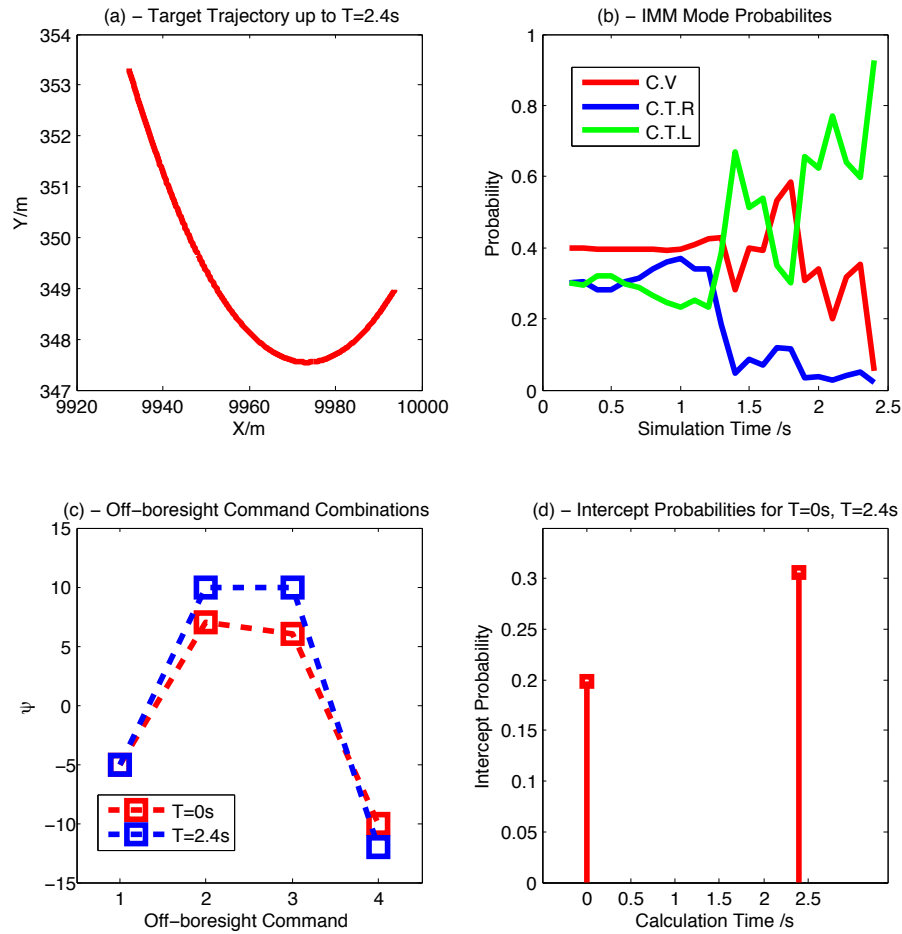 (a) - Target Trajectory up to T=2.4s
354
353
352
351
350
349
348
347
Y/m
9920
9940
9960
9980
10000
X/m
(b) - IMM Mode Probabilites
1
0.8
0.6
0.4
0.2
0
Probability
C.V
C.T.R
C.T.L
0
0.5
1
1.5
2
2.5
Simulation Time /s
(c) - Off-boresight Command Combinations
15
10
5
0
-5
-10
-15
ψ
T=0s
T=2.4s
1
2
3
4
Off-boresight Command
(d) - Intercept Probabilities for T=0s, T=2.4s
0.3
0.25
0.2
0.15
0.1
0.05
0
Intercept Probability
0
0.5
1
1.5
2
2.5
Calculation Time /s